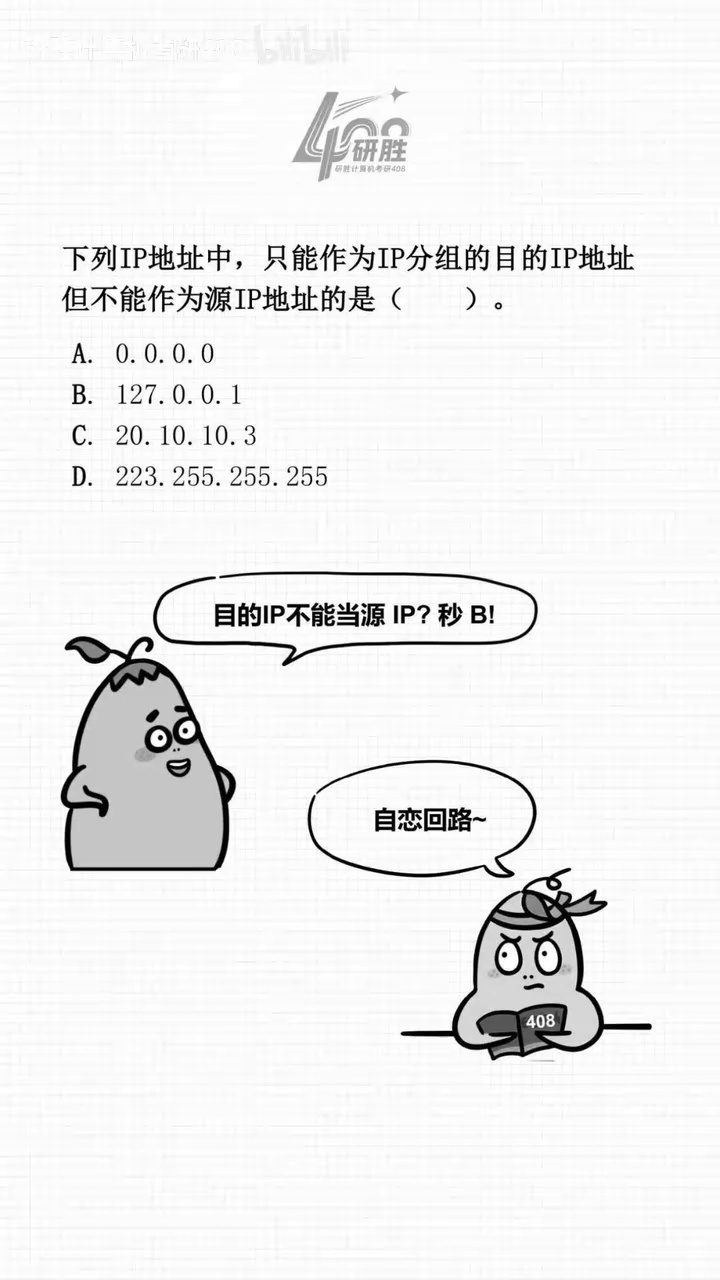 bilibili
400研胜
研胜计算机考研408
下列IP地址中，只能作为IP分组的目的IP地址
但不能作为源IP地址的是（　　）。
A. 0.0.0.0
B. 127.0.0.1
C. 20.10.10.3
D. 223.255.255.255
目的IP不能当源 IP? 秒 B!
自恋回路~
408